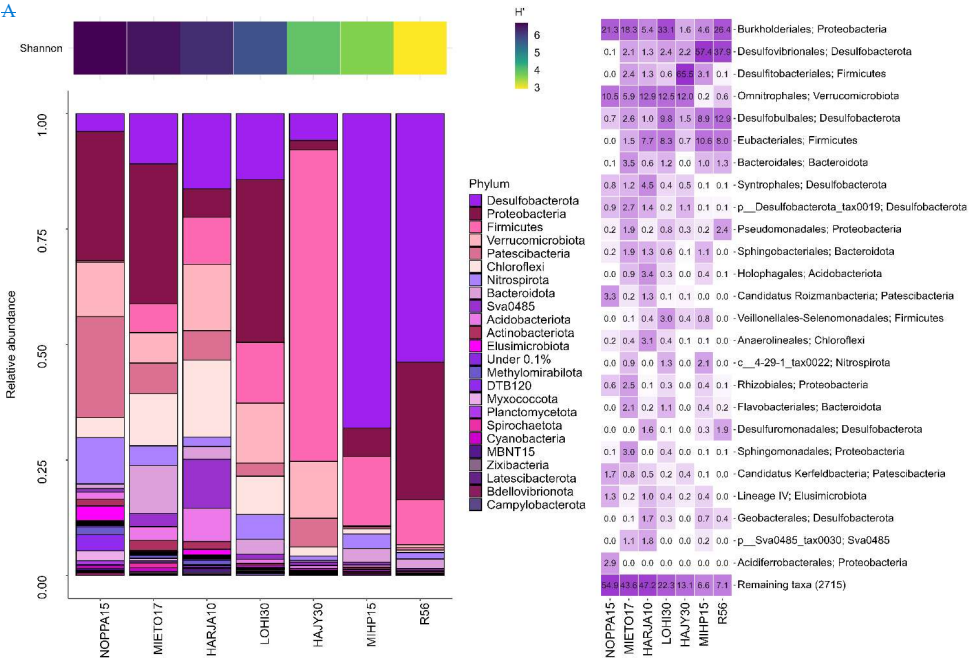 A
Shannon
H'
6
5
4
3
Relative abundance
1.00
0.75
0.50
0.25
0.00
NOPPA15
MIETO17
HARJA10
LOHI30
HAJY30
MIHP15
R56
Phylum
Desulfobacterota
Proteobacteria
Firmicutes
Verrucomicrobiota
Patescibacteria
Chloroflexi
Nitrospirota
Bacteroidota
Sva0485
Acidobacteriota
Actinobacteriota
Elusimicrobiota
Under 0.1%
Methylomirabilota
DTB120
Myxococcota
Planctomycetota
Spirochaetota
Cyanobacteria
MBNT15
Zixibacteria
Latescibacterota
Bdellovibrionota
Campylobacterota
21.3 18.3 5.4 33.1 1.6 4.6 26.4 Burkholderiales; Proteobacteria
0.1 2.1 1.3 2.4 2.2 57.4 37.9 Desulfovibrionales; Desulfobacterota
0.0 2.4 1.3 0.6 65.5 3.1 0.1 Desulfitobacteriales; Firmicutes
10.5 5.9 12.9 12.5 12.0 0.2 0.6 Omnitrophales; Verrucomicrobiota
0.7 2.6 1.0 9.8 1.5 8.9 12.9 Desulfobulbales; Desulfobacterota
0.0 1.5 7.7 8.3 0.7 10.6 8.0 Eubacteriales; Firmicutes
0.1 3.5 0.6 1.2 0.0 1.0 1.3 Bacteroidales; Bacteroidota
0.8 1.2 4.5 0.4 0.5 0.1 0.1 Syntrophales; Desulfobacterota
0.9 2.7 1.4 0.2 1.1 0.1 0.1 p__Desulfobacterota_tax0019; Desulfobacterota
0.2 1.9 0.2 0.8 0.3 0.2 2.4 Pseudomonadales; Proteobacteria
0.2 1.9 1.3 0.6 0.1 1.1 0.0 Sphingobacteriales; Bacteroidota
0.0 0.9 3.4 0.3 0.0 0.4 0.1 Holophagales; Acidobacteriota
3.3 0.2 1.3 0.1 0.1 0.0 0.0 Candidatus Roizmanbacteria; Patescibacteria
0.0 0.1 0.4 3.0 0.4 0.8 0.0 Veillonellales-Selenomonadales; Firmicutes
0.2 0.4 3.1 0.4 0.1 0.1 0.0 Anaerolineales; Chloroflexi
0.0 0.9 0.0 1.3 0.0 2.1 0.0 c__4-29-1_tax0022; Nitrospirota
0.6 2.5 0.1 0.3 0.0 0.4 0.1 Rhizobiales; Proteobacteria
0.0 2.1 0.2 1.1 0.0 0.4 0.2 Flavobacteriales; Bacteroidota
0.0 0.0 1.6 0.1 0.0 0.3 1.9 Desulfuromonadales; Desulfobacterota
0.1 3.0 0.0 0.4 0.0 0.1 0.0 Sphingomonadales; Proteobacteria
1.7 0.8 0.5 0.2 0.4 0.1 0.0 Candidatus Kerfeldbacteria; Patescibacteria
1.3 0.2 1.0 0.4 0.2 0.4 0.0 Lineage IV; Elusimicrobiota
0.0 0.1 1.7 0.3 0.0 0.7 0.4 Geobacterales; Desulfobacterota
0.0 1.1 1.8 0.0 0.0 0.2 0.0 p__Sva0485_tax0030; Sva0485
2.9 0.0 0.0 0.0 0.0 0.0 0.0 Acidiferrobacterales; Proteobacteria
54.9 43.6 47.2 22.3 13.1 6.6 7.1 Remaining taxa (2715)
NOPPA15
MIETO17
HARJA10
LOHI30
HAJY30
MIHP15
R56